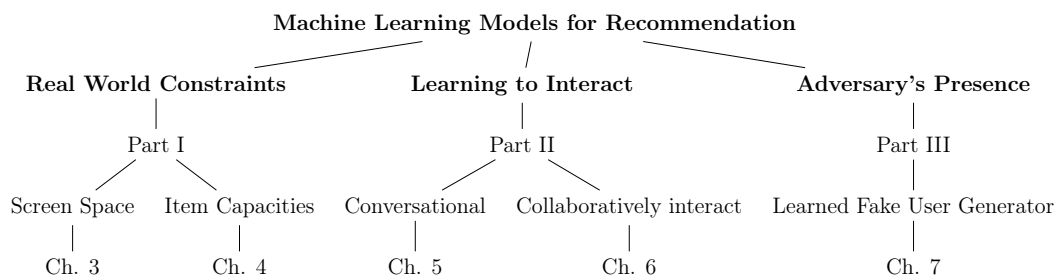 Machine Learning Models for Recommendation
Real World Constraints Learning to Interact Adversary's Presence
Part I Part II Part III
Screen Space Item Capacities Conversational Collaboratively interact Learned Fake User Generator
Ch. 3 Ch. 4 Ch. 5 Ch. 6 Ch. 7